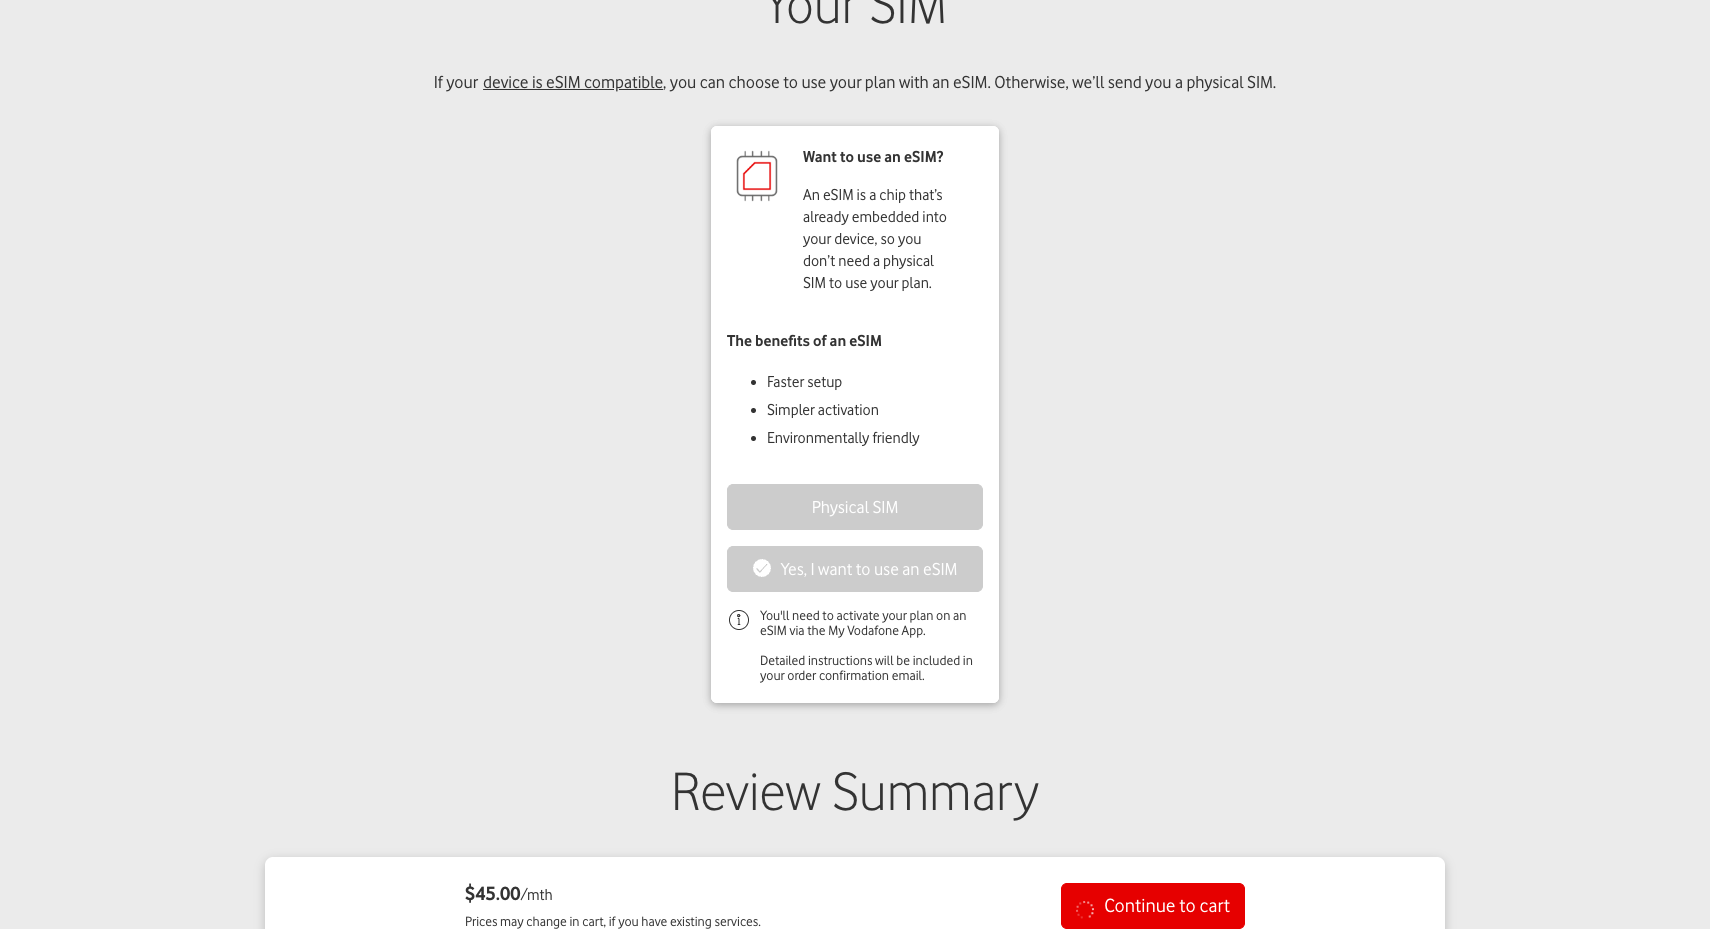 Your SIM
If your device is eSIM compatible, you can choose to use your plan with an eSIM. Otherwise, we’ll send you a physical SIM.
Want to use an eSIM?
An eSIM is a chip that’s
already embedded into
your device, so you
don’t need a physical
SIM to use your plan.
The benefits of an eSIM
Faster setup
Simpler activation
Environmentally friendly
Physical SIM
Yes, I want to use an eSIM
You'll need to activate your plan on an
eSIM via the My Vodafone App.
Detailed instructions will be included in
your order confirmation email.
Review Summary
$45.00/mth
Continue to cart
Prices may change in cart, if you have existing services.